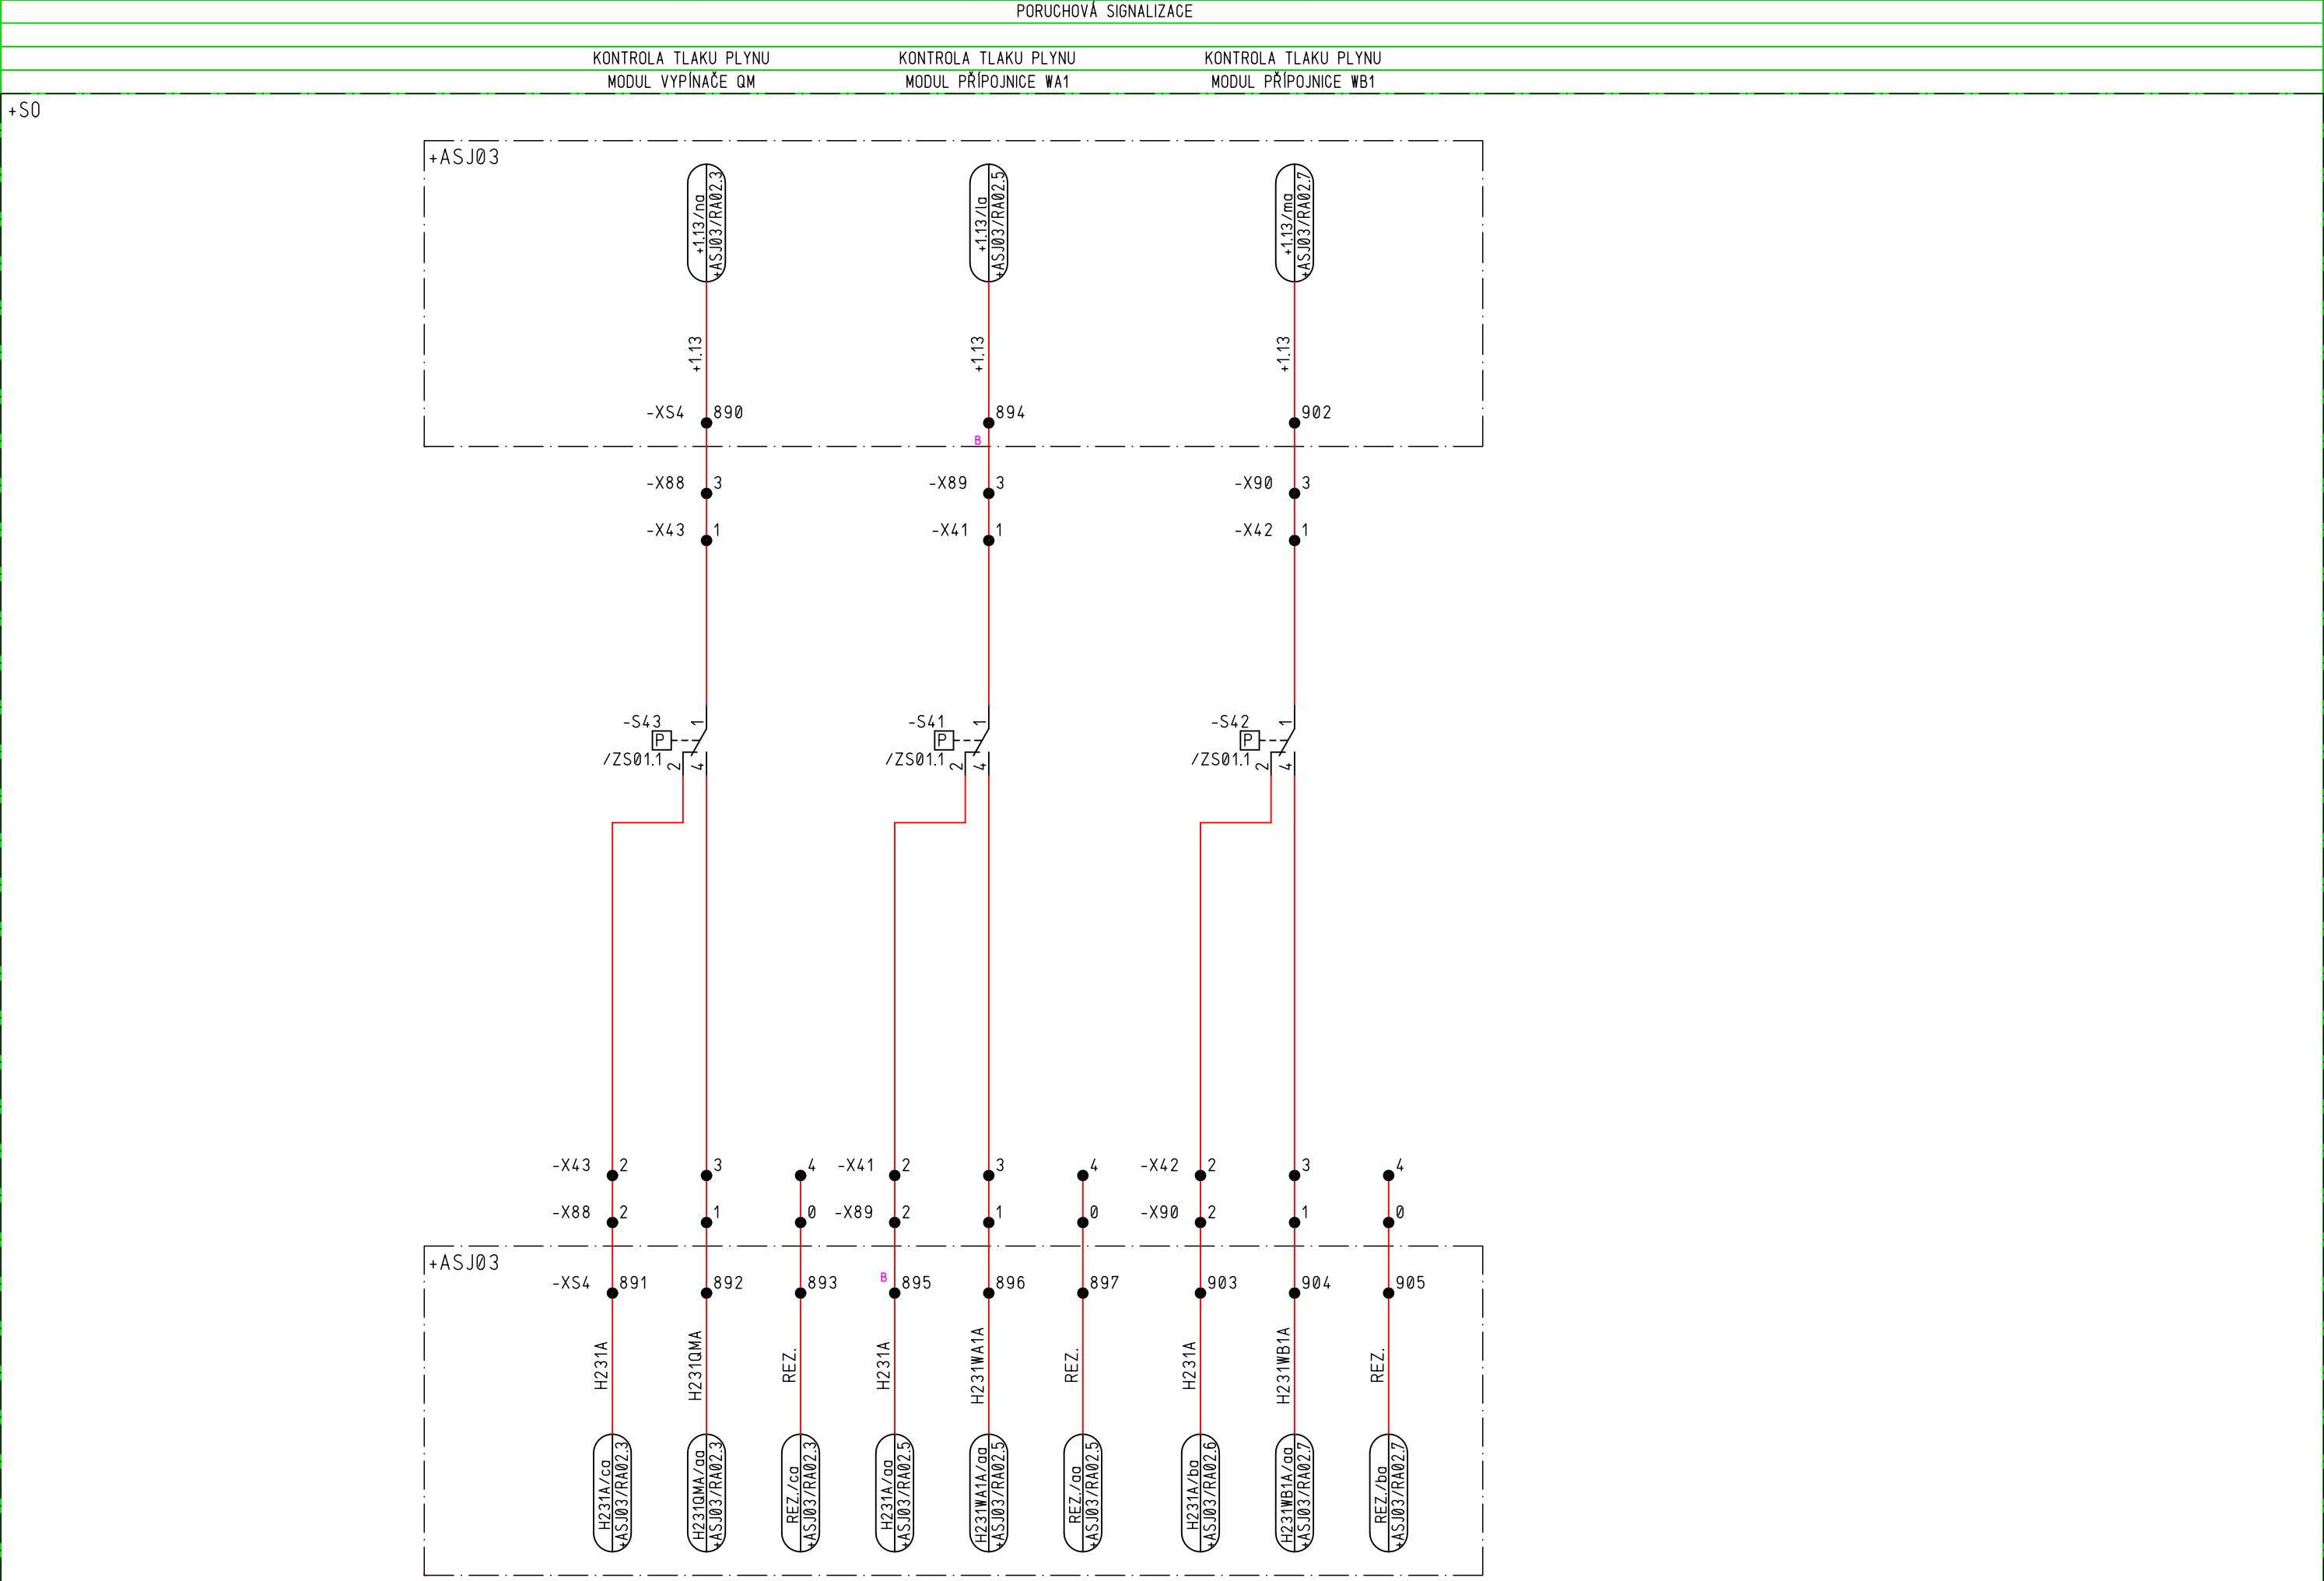 PORUCHOVÁ SIGNALIZACE
KONTROLA TLAKU PLYNU KONTROLA TLAKU PLYNU KONTROLA TLAKU PLYNU
MODUL VYPÍNAČE QM MODUL PŘÍPOJNICE WA1 MODUL PŘÍPOJNICE WB1
+S0
+ASJ03
+1.13/na +1.13/la +1.13/ma
+ASJ03/RA02.3 +ASJ03/RA02.5 +ASJ03/RA02.7
+1.13 +1.13 +1.13
-XS4 890 894 902
B
-X88 3 -X89 3 -X90 3
-X43 1 -X41 1 -X42 1
-S43 1 -S41 1 -S42 1
P P P
/ZS01.1 2 4 /ZS01.1 2 4 /ZS01.1 2 4
-X43 2 3 4 -X41 2 3 4 -X42 2 3 4
-X88 2 1 0 -X89 2 1 0 -X90 2 1 0
+ASJ03
-XS4 891 892 893 B 895 896 897 903 904 905
H231A H231QMA REZ. H231A H231WA1A REZ. H231A H231WB1A REZ.
H231A/ca H231QMA/aa REZ./ca H231A/aa H231WA1A/aa REZ./aa H231A/ba H231WB1A/aa REZ./ba
+ASJ03/RA02.3 +ASJ03/RA02.3 +ASJ03/RA02.3 +ASJ03/RA02.5 +ASJ03/RA02.5 +ASJ03/RA02.5 +ASJ03/RA02.6 +ASJ03/RA02.7 +ASJ03/RA02.7